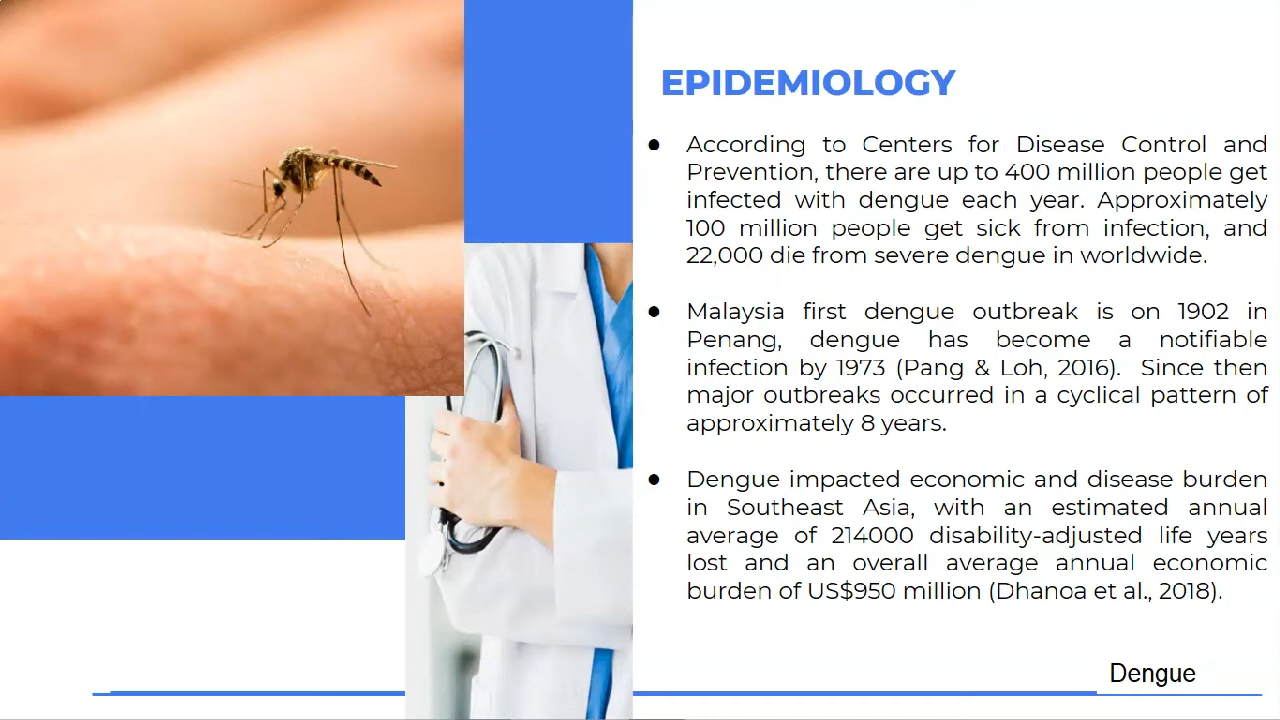 EPIDEMIOLOGY
● According to Centers for Disease Control and
Prevention, there are up to 400 million people get
infected with dengue each year. Approximately
100 million people get sick from infection, and
22,000 die from severe dengue in worldwide.
● Malaysia first dengue outbreak is on 1902 in
Penang, dengue has become a notifiable
infection by 1973 (Pang & Loh, 2016). Since then
major outbreaks occurred in a cyclical pattern of
approximately 8 years.
● Dengue impacted economic and disease burden
in Southeast Asia, with an estimated annual
average of 214000 disability-adjusted life years
lost and an overall average annual economic
burden of US$950 million (Dhanoa et al., 2018).
Dengue